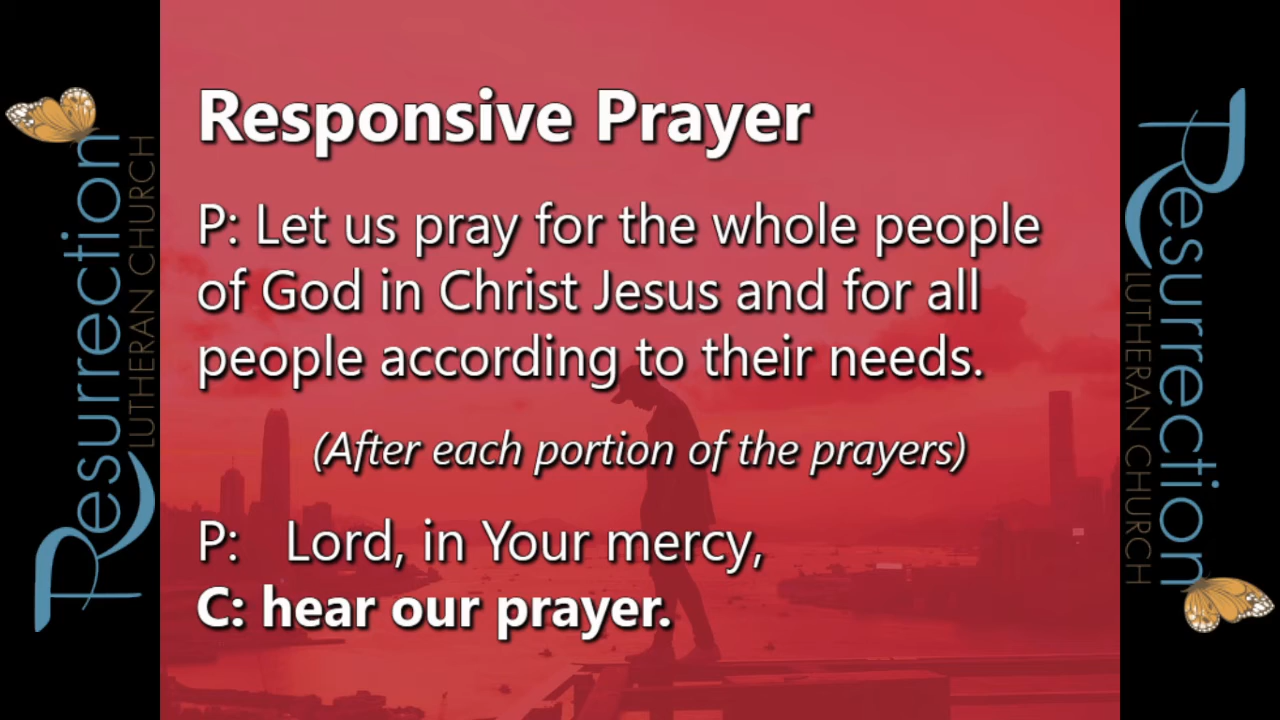 Resurrection
LUTHERAN CHURCH
Responsive Prayer
P: Let us pray for the whole people
of God in Christ Jesus and for all
people according to their needs.
(After each portion of the prayers)
P: Lord, in Your mercy,
C: hear our prayer.
Resurrection
LUTHERAN CHURCH